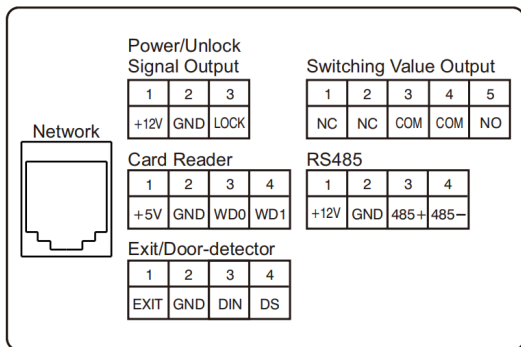 Power/Unlock
Signal Output
1 2 3
+12V GND LOCK
Switching Value Output
1 2 3 4 5
NC NC COM COM NO
Network
Card Reader
1 2 3 4
+5V GND WD0 WD1
RS485
1 2 3 4
+12V GND 485+ 485−
Exit/Door-detector
1 2 3 4
EXIT GND DIN DS